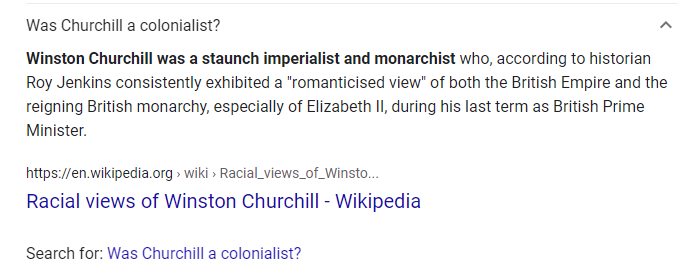 Was Churchill a colonialist?
Winston Churchill was a staunch imperialist and monarchist who, according to historian
Roy Jenkins consistently exhibited a "romanticised view" of both the British Empire and the
reigning British monarchy, especially of Elizabeth II, during his last term as British Prime
Minister.
https://en.wikipedia.org › wiki › Racial_views_of_Winsto...
Racial views of Winston Churchill - Wikipedia
Search for: Was Churchill a colonialist?